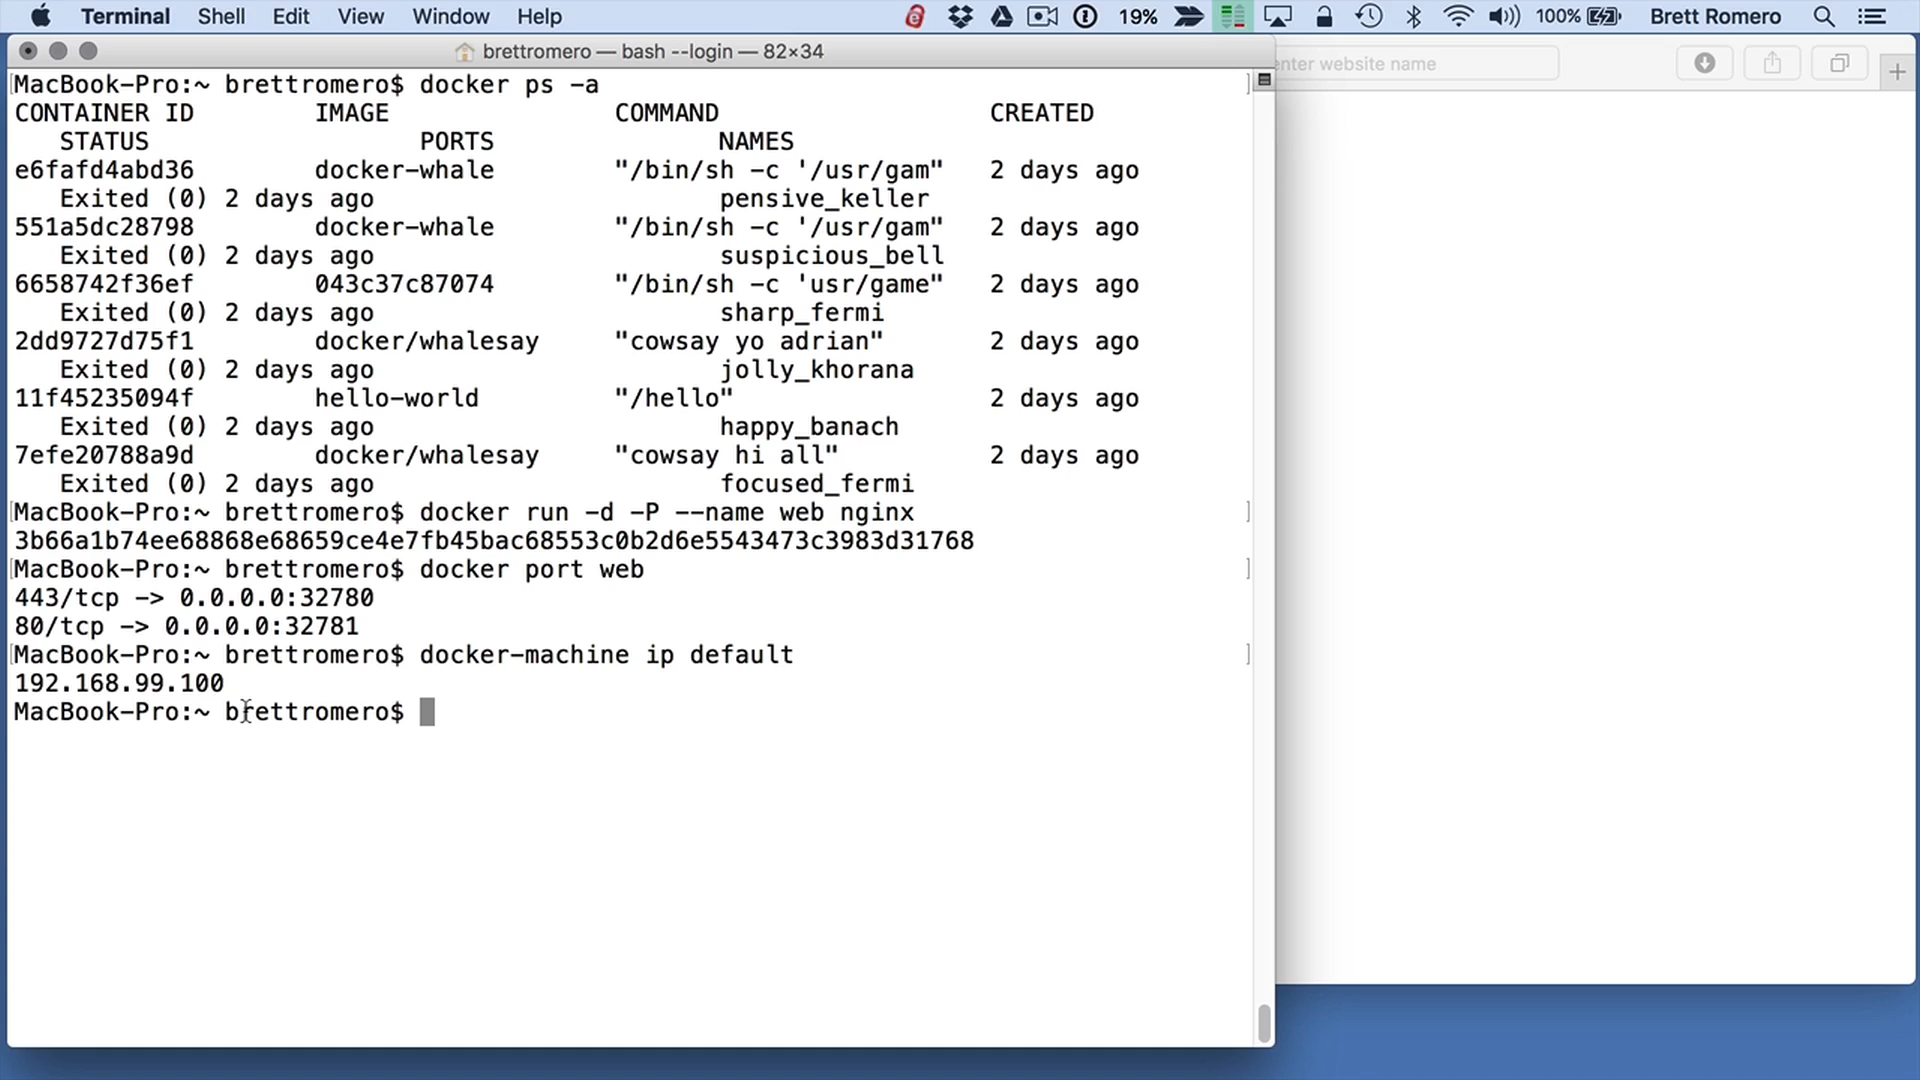 Terminal Shell Edit View Window Help 19% 100% Brett Romero
brettromero — bash --login — 82×34
enter website name
MacBook-Pro:~ brettromero$ docker ps -a
CONTAINER ID IMAGE COMMAND CREATED
STATUS PORTS NAMES
e6fafd4abd36 docker-whale "/bin/sh -c '/usr/gam" 2 days ago
Exited (0) 2 days ago pensive_keller
551a5dc28798 docker-whale "/bin/sh -c '/usr/gam" 2 days ago
Exited (0) 2 days ago suspicious_bell
6658742f36ef 043c37c87074 "/bin/sh -c 'usr/game" 2 days ago
Exited (0) 2 days ago sharp_fermi
2dd9727d75f1 docker/whalesay "cowsay yo adrian" 2 days ago
Exited (0) 2 days ago jolly_khorana
11f45235094f hello-world "/hello" 2 days ago
Exited (0) 2 days ago happy_banach
7efe20788a9d docker/whalesay "cowsay hi all" 2 days ago
Exited (0) 2 days ago focused_fermi
MacBook-Pro:~ brettromero$ docker run -d -P --name web nginx
3b66a1b74ee68868e68659ce4e7fb45bac68553c0b2d6e5543473c3983d31768
MacBook-Pro:~ brettromero$ docker port web
443/tcp -> 0.0.0.0:32780
80/tcp -> 0.0.0.0:32781
MacBook-Pro:~ brettromero$ docker-machine ip default
192.168.99.100
MacBook-Pro:~ brettromero$